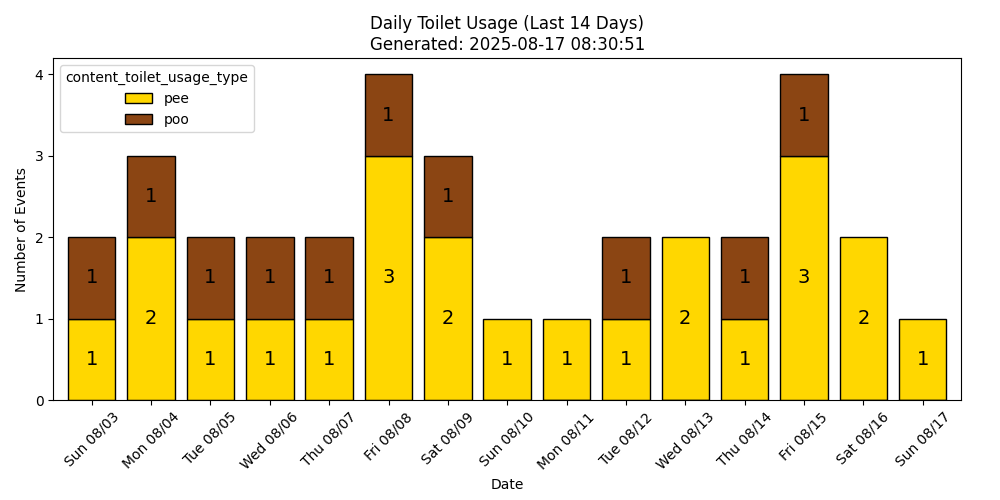 Daily Toilet Usage (Last 14 Days)
Generated: 2025-08-17 08:30:51
content_toilet_usage_type
pee
poo
Number of Events
4
3
2
1
0
1
1
1
2
1
1
1
1
1
1
1
3
1
2
1
1
1
1
1
2
1
1
1
3
2
1
Sun 08/03
Mon 08/04
Tue 08/05
Wed 08/06
Thu 08/07
Fri 08/08
Sat 08/09
Sun 08/10
Mon 08/11
Tue 08/12
Wed 08/13
Thu 08/14
Fri 08/15
Sat 08/16
Sun 08/17
Date